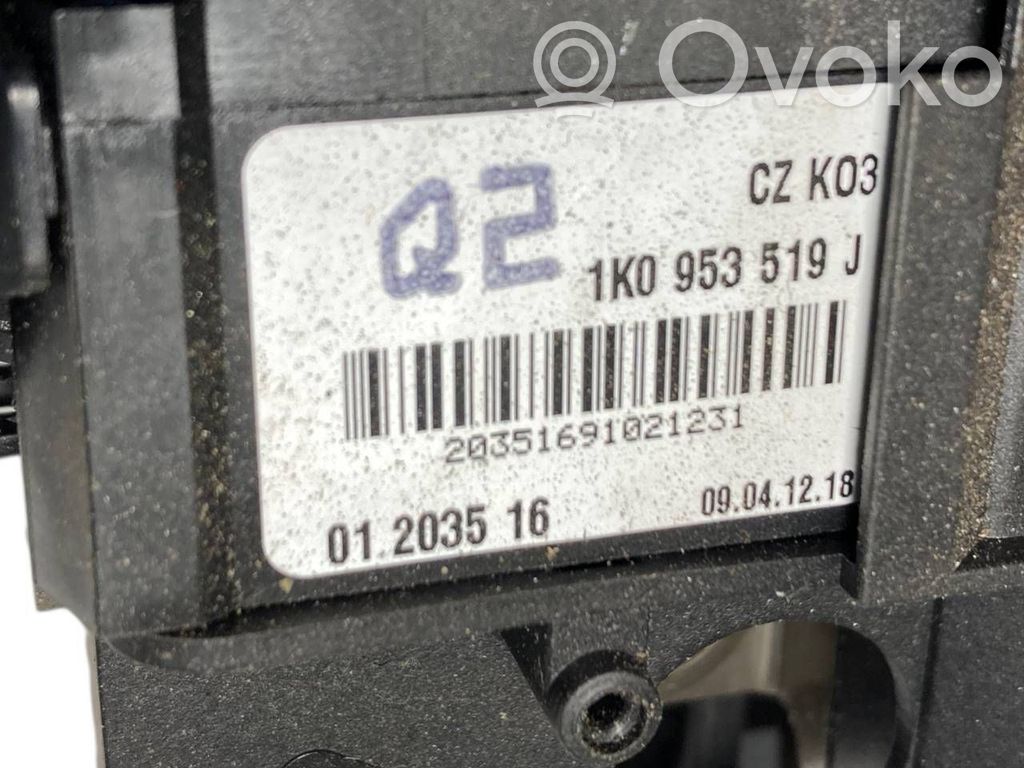 Ovoko
CZ K03
Q2
1K0 953 519 J
20351691021231
01.2035 16
09.04.12.18